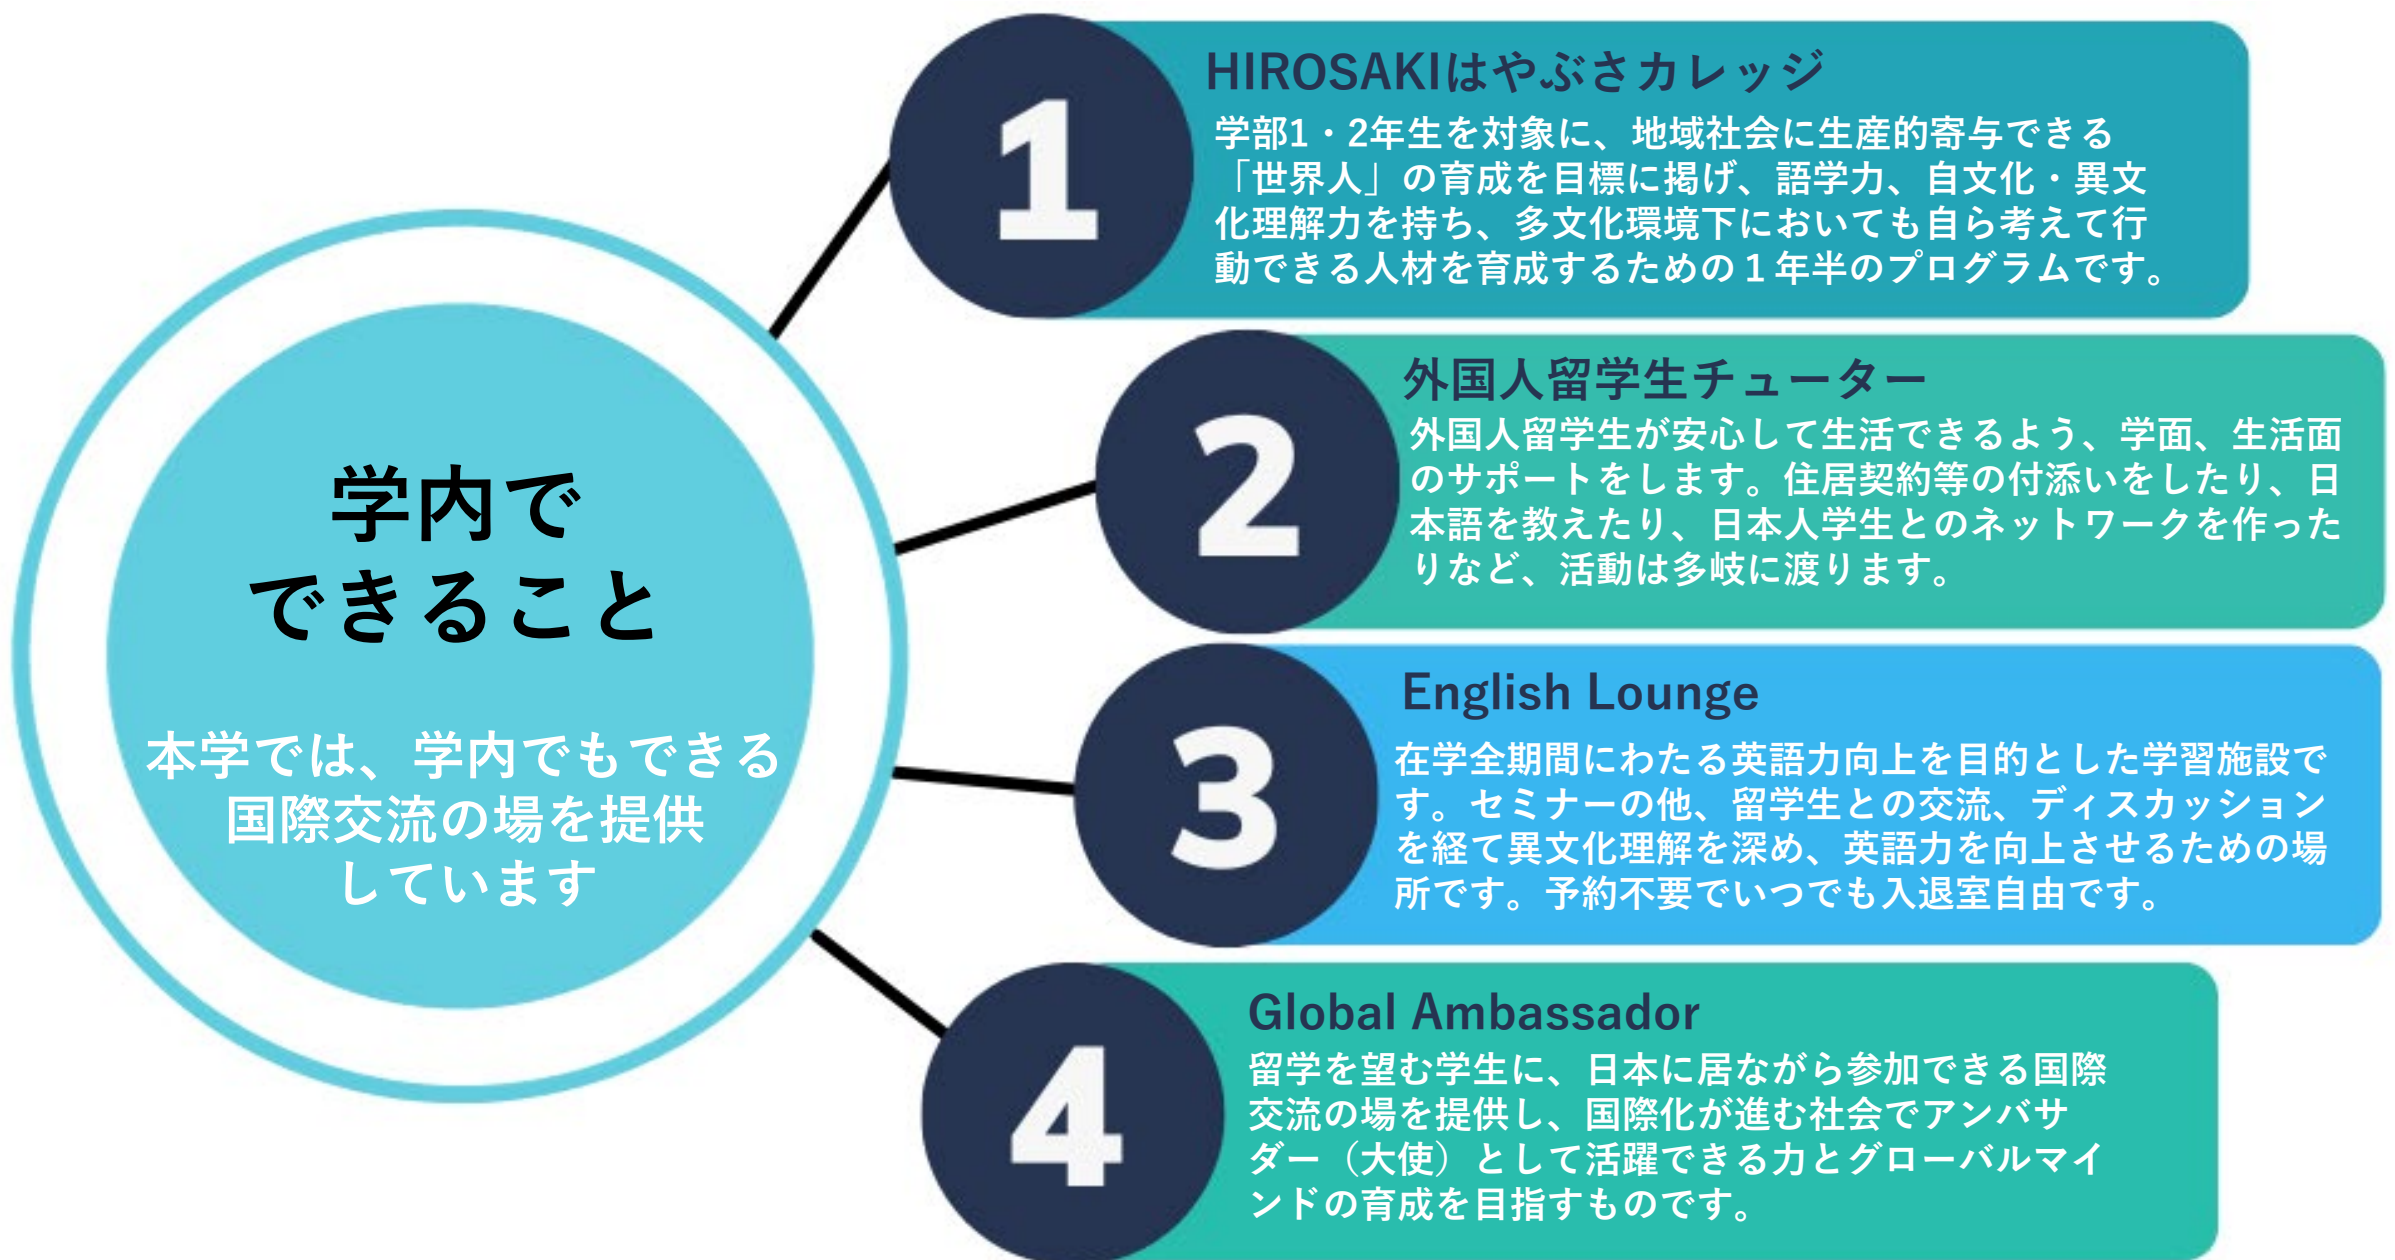 学内で
できること
本学では、学内でもできる
国際交流の場を提供
しています
1
HIROSAKIはやぶさカレッジ
学部1・2年生を対象に、地域社会に生産的寄与できる
「世界人」の育成を目標に掲げ、語学力、自文化・異文
化理解力を持ち、多文化環境下においても自ら考えて行
動できる人材を育成するための１年半のプログラムです。
2
外国人留学生チューター
外国人留学生が安心して生活できるよう、学面、生活面
のサポートをします。住居契約等の付添いをしたり、日
本語を教えたり、日本人学生とのネットワークを作った
りなど、活動は多岐に渡ります。
3
English Lounge
在学全期間にわたる英語力向上を目的とした学習施設で
す。セミナーの他、留学生との交流、ディスカッション
を経て異文化理解を深め、英語力を向上させるための場
所です。予約不要でいつでも入退室自由です。
4
Global Ambassador
留学を望む学生に、日本に居ながら参加できる国際
交流の場を提供し、国際化が進む社会でアンバサ
ダー（大使）として活躍できる力とグローバルマイ
ンドの育成を目指すものです。